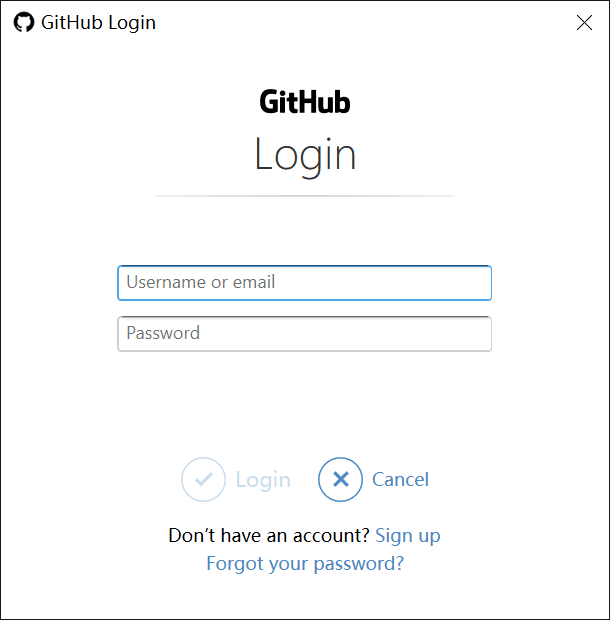 GitHub Login
GitHub
Login
Username or email
Password
Login Cancel
Don’t have an account? Sign up
Forgot your password?